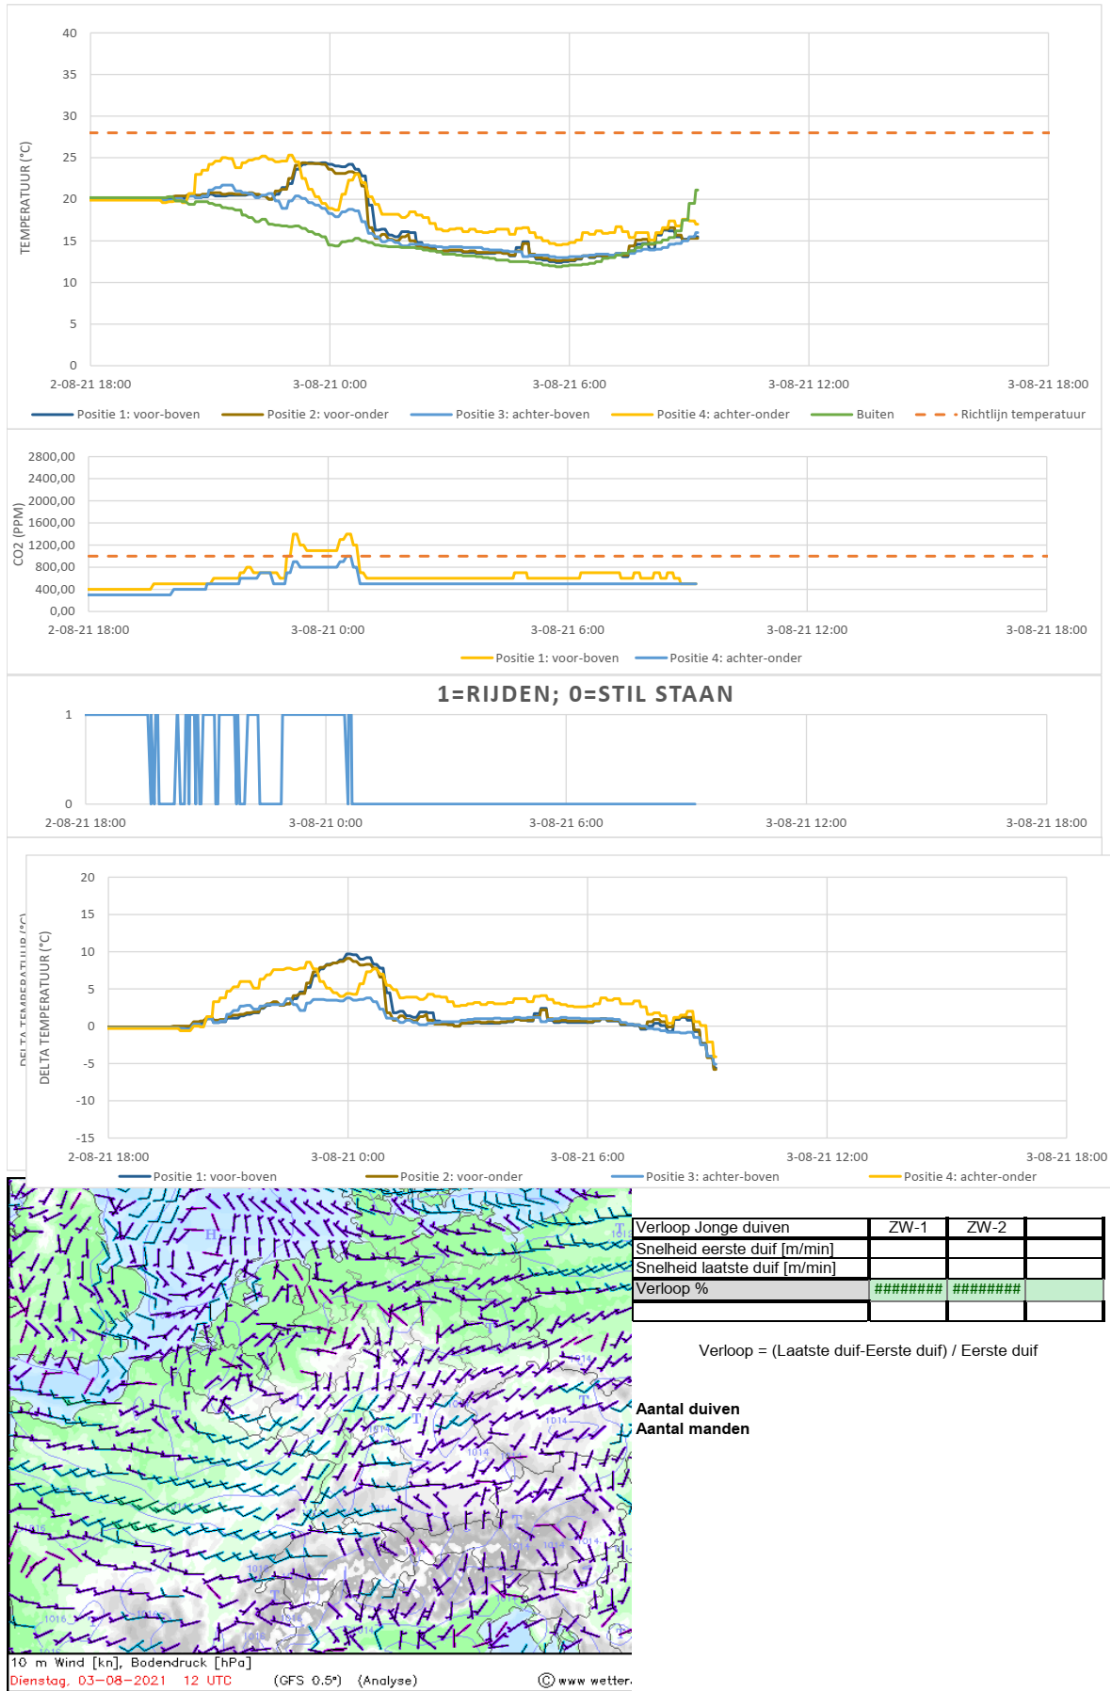 40
35
30
25
20
15
10
5
0
TEMPERATUUR (°C)
2-08-21 18:00 3-08-21 0:00 3-08-21 6:00 3-08-21 12:00 3-08-21 18:00
Positie 1: voor-boven Positie 2: voor-onder Positie 3: achter-boven Positie 4: achter-onder Buiten Richtlijn temperatuur
2800,00
2400,00
2000,00
1600,00
1200,00
800,00
400,00
0,00
CO2 (PPM)
2-08-21 18:00 3-08-21 0:00 3-08-21 6:00 3-08-21 12:00 3-08-21 18:00
Positie 1: voor-boven Positie 4: achter-onder
1=RIJDEN; 0=STIL STAAN
1
0
2-08-21 18:00 3-08-21 0:00 3-08-21 6:00 3-08-21 12:00 3-08-21 18:00
20
15
10
5
0
-5
-10
-15
DELTA TEMPERATUUR (°C)
DELTA TEMPERATUUR (°C)
2-08-21 18:00 3-08-21 0:00 3-08-21 6:00 3-08-21 12:00 3-08-21 18:00
Positie 1: voor-boven Positie 2: voor-onder Positie 3: achter-boven Positie 4: achter-onder
Verloop Jonge duiven ZW-1 ZW-2
Snelheid eerste duif [m/min]
Snelheid laatste duif [m/min]
Verloop % ######## ########
Verloop = (Laatste duif-Eerste duif) / Eerste duif
Aantal duiven
Aantal manden
10 m Wind [kn], Bodendruck [hPa]
Dienstag, 03-08-2021 12 UTC (GFS 0.5°) (Analyse) © www wetter.